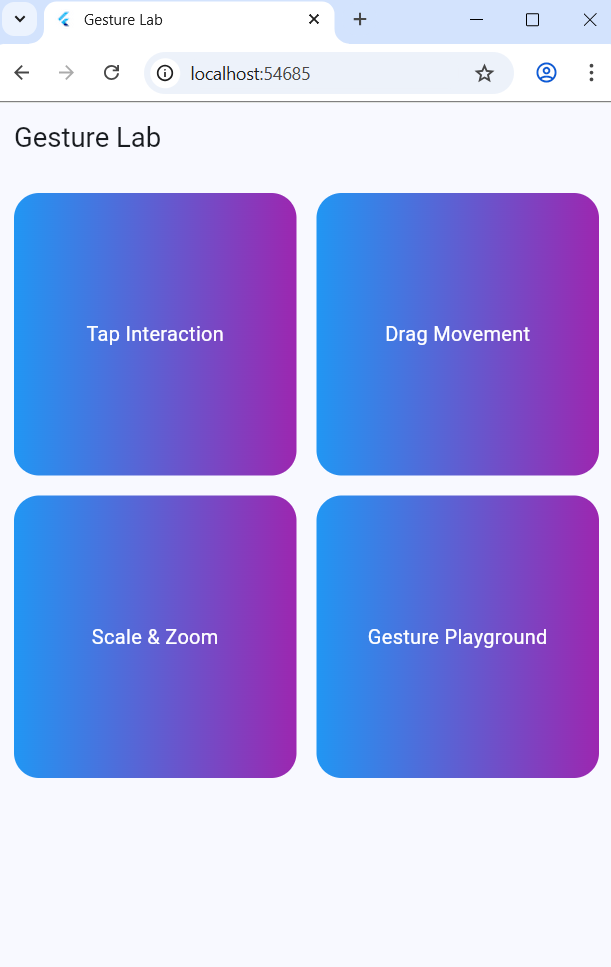 Gesture Lab
localhost:54685
Gesture Lab
Tap Interaction
Drag Movement
Scale & Zoom
Gesture Playground